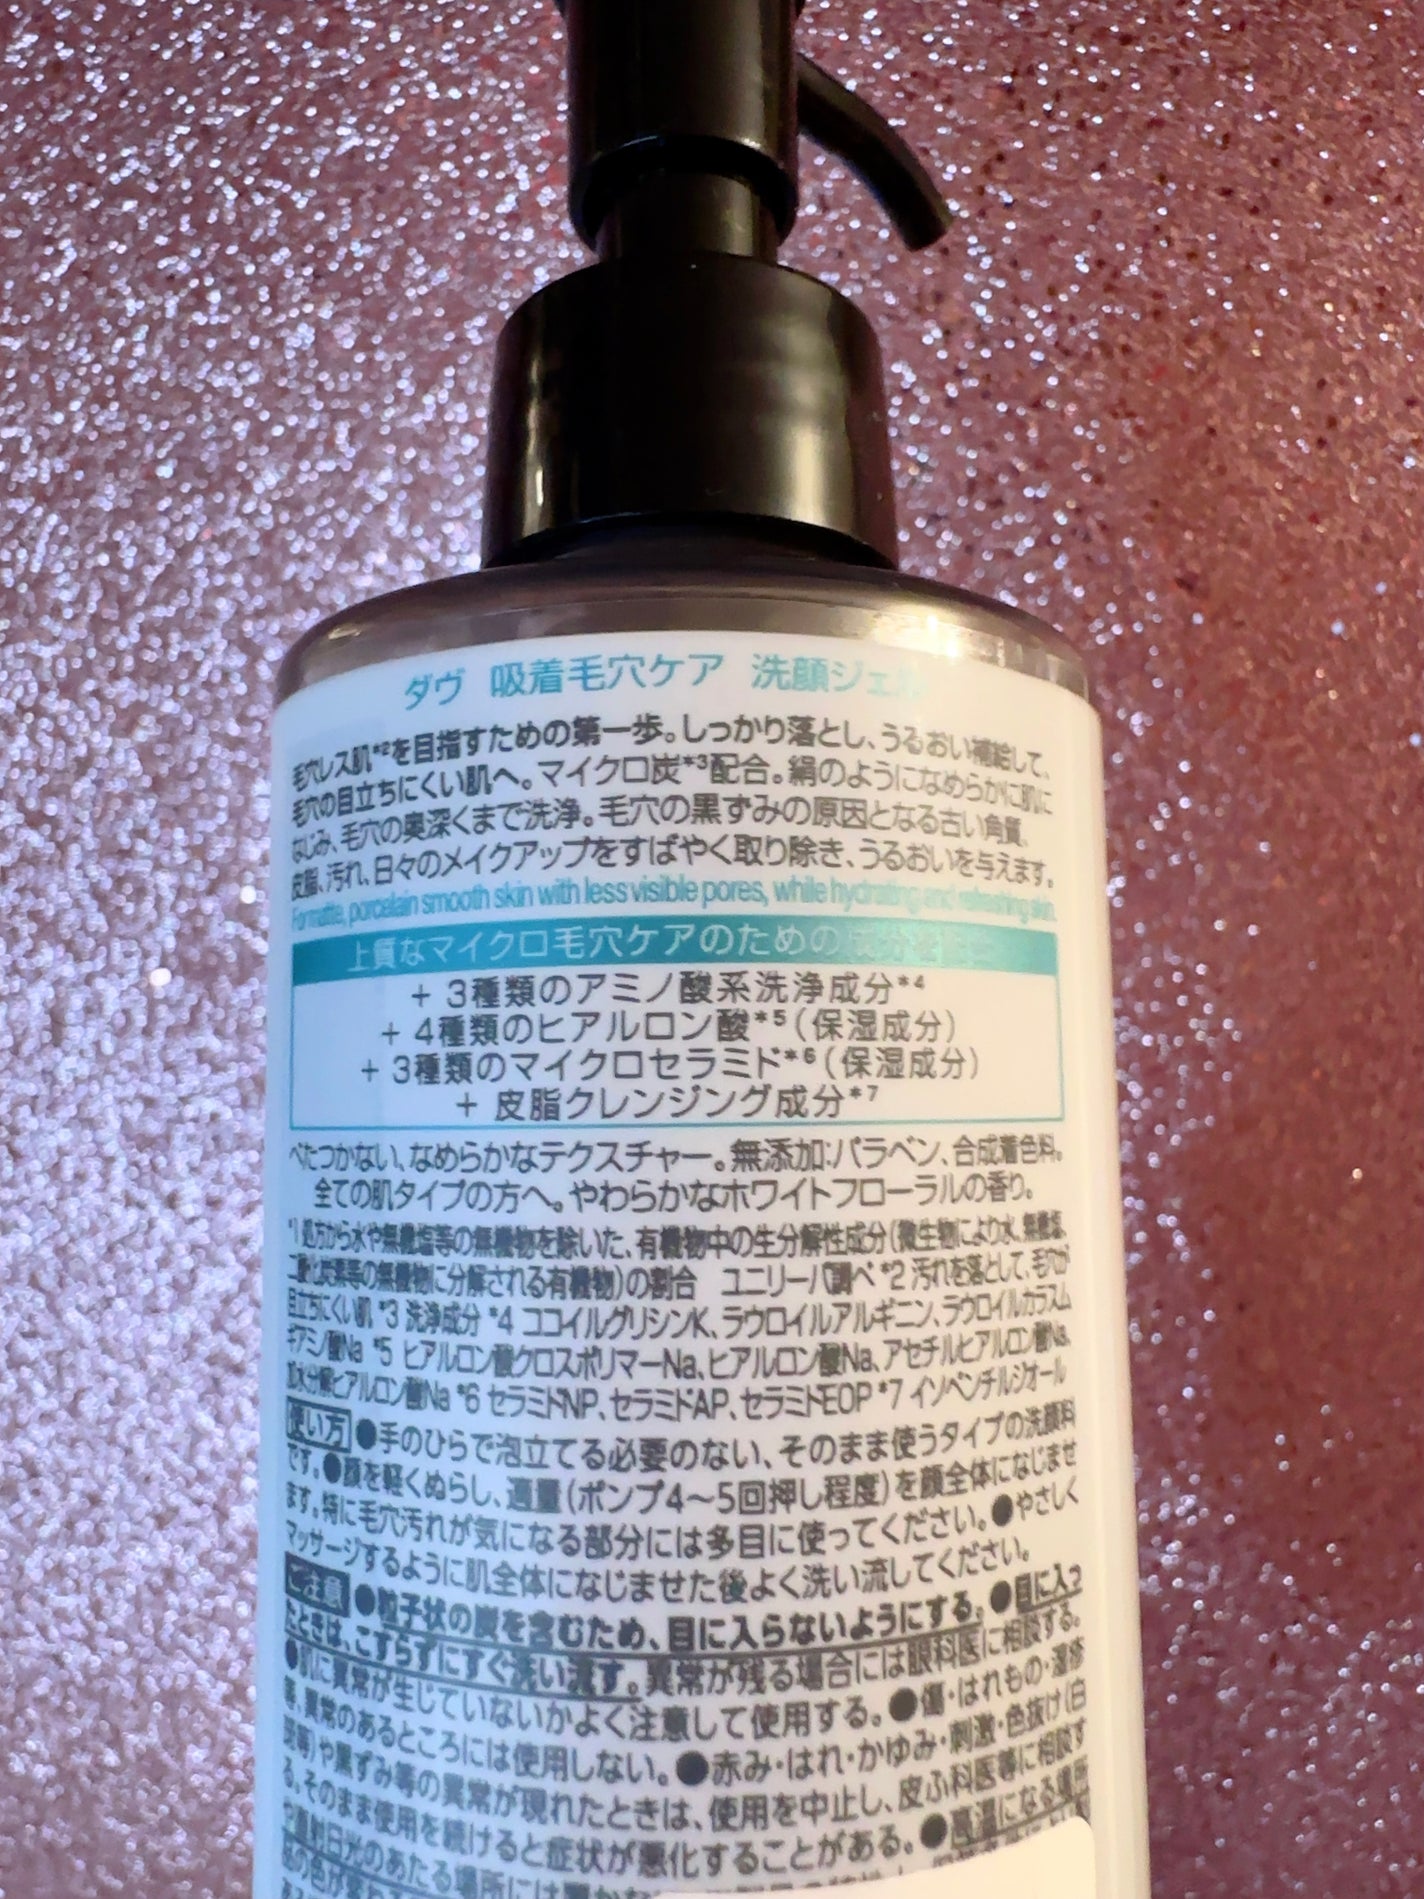 ダヴ 吸着毛穴ケア 洗顔ジェル
毛穴レス肌*2を目指すための第一歩。しっかり落とし、うるおい補給して、
毛穴の目立ちにくい肌へ。マイクロ炭*3配合。絹のようになめらかに肌に
なじみ、毛穴の奥深くまで洗浄。毛穴の黒ずみの原因となる古い角質、
皮脂、汚れ、日々のメイクアップをすばやく取り除き、うるおいを与えます。
For matte, porcelain smooth skin with less visible pores, while hydrating and refreshing skin.
上質なマイクロ毛穴ケアのための成分を配合
+ 3種類のアミノ酸系洗浄成分*4
+ 4種類のヒアルロン酸*5(保湿成分)
+ 3種類のマイクロセラミド*6(保湿成分)
+ 皮脂クレンジング成分*7
べたつかない、なめらかなテクスチャー。無添加:パラベン、合成着色料。
全ての肌タイプの方へ。やわらかなホワイトフローラルの香り。
*1 処方から水や無機塩等の無機物を除いた、有機物中の生分解性成分(微生物により水、無機塩、
二酸化炭素等の無機物に分解される有機物)の割合 ユニリーバ調べ *2 汚れを落として、毛穴が
目立ちにくい肌 *3 洗浄成分 *4 ココイルグリシンK、ラウロイルアルギニン、ラウロイルカラスム
ギアミノ酸Na *5 ヒアルロン酸クロスポリマーNa、ヒアルロン酸Na、アセチルヒアルロン酸Na、
加水分解ヒアルロン酸Na *6 セラミドNP、セラミドAP、セラミドEOP *7 イソペンチルジオール
使い方 ●手のひらで泡立てる必要のない、そのまま使うタイプの洗顔料
です。●顔を軽くぬらし、適量(ポンプ4～5回押し程度)を顔全体になじませ
ます。特に毛穴汚れが気になる部分には多目に使ってください。●やさしく
マッサージするように肌全体になじませた後よく洗い流してください。
ご注意 ●粒子状の炭を含むため、目に入らないようにする。●目に入っ
たときは、こすらずにすぐ洗い流す。異常が残る場合には眼科医に相談する。
●肌に異常が生じていないかよく注意して使用する。●傷・はれもの・湿疹
等、異常のあるところには使用しない。●赤み・はれ・かゆみ・刺激・色抜け(白
斑等)や黒ずみ等の異常が現れたときは、使用を中止し、皮ふ科医等に相談す
る。そのまま使用を続けると症状が悪化することがある。●高温になる場所
や直射日光のあたる場所には置かない